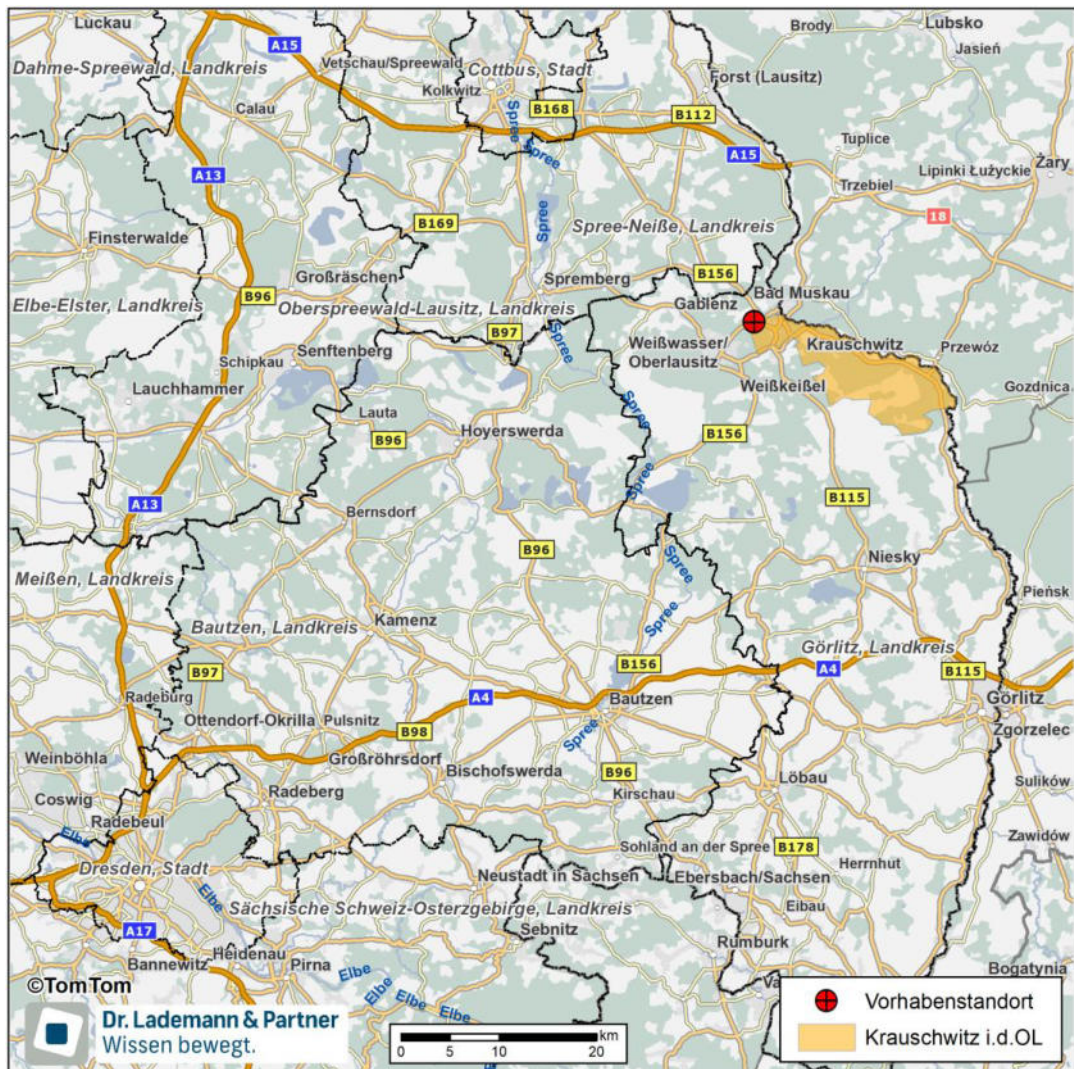 Luckau
Brody
Lubsko
A15
Jasień
Dahme-Spreewald, Landkreis
Vetschau/Spreewald
Cottbus, Stadt
Kolkwitz
Forst (Lausitz)
Calau
Spree
B168
B112
Tuplice
Spree
A15
Lipinki Łużyckie
Żary
A13
Trzebiel
18
B169
Spree
Spree-Neiße, Landkreis
Finsterwalde
Großräschen
Spremberg
B156
Bad Muskau
B96
Gablenz
Elbe-Elster, Landkreis
Oberspreewald-Lausitz, Landkreis
B97
Spree
Weißwasser/
Oberlausitz
Krauschwitz
Przewóz
Schipkau
Senftenberg
Lauchhammer
Weißkeißel
Gozdnica
Lauta
Spree
B96
Hoyerswerda
B156
Spree
A13
B115
Bernsdorf
B96
Spree
Niesky
Meißen, Landkreis
Pieńsk
Bautzen, Landkreis
Kamenz
Spree
Görlitz, Landkreis
B97
B156
A4
B115
Radeburg
A4
Bautzen
Görlitz
Ottendorf-Okrilla
Pulsnitz
B98
Spree
Zgorzelec
Weinböhla
Großröhrsdorf
Bischofswerda
B96
Löbau
Sulików
Coswig
Radeberg
Kirschau
Radebeul
Elbe
Sohland an der Spree
B178
Zawidów
Dresden, Stadt
Herrnhut
Neustadt in Sachsen
Ebersbach/Sachsen
Elbe
Sächsische Schweiz-Osterzgebirge, Landkreis
Eibau
A17
Sebnitz
Rumburk
Heidenau
Bannewitz
Pirna
Elbe
Elbe
Elbe
Elbe
Elbe
Bogatynia
©TomTom
Dr. Lademann & Partner
Wissen bewegt.
km
0 5 10 20
Vorhabenstandort
Krauschwitz i.d.OL